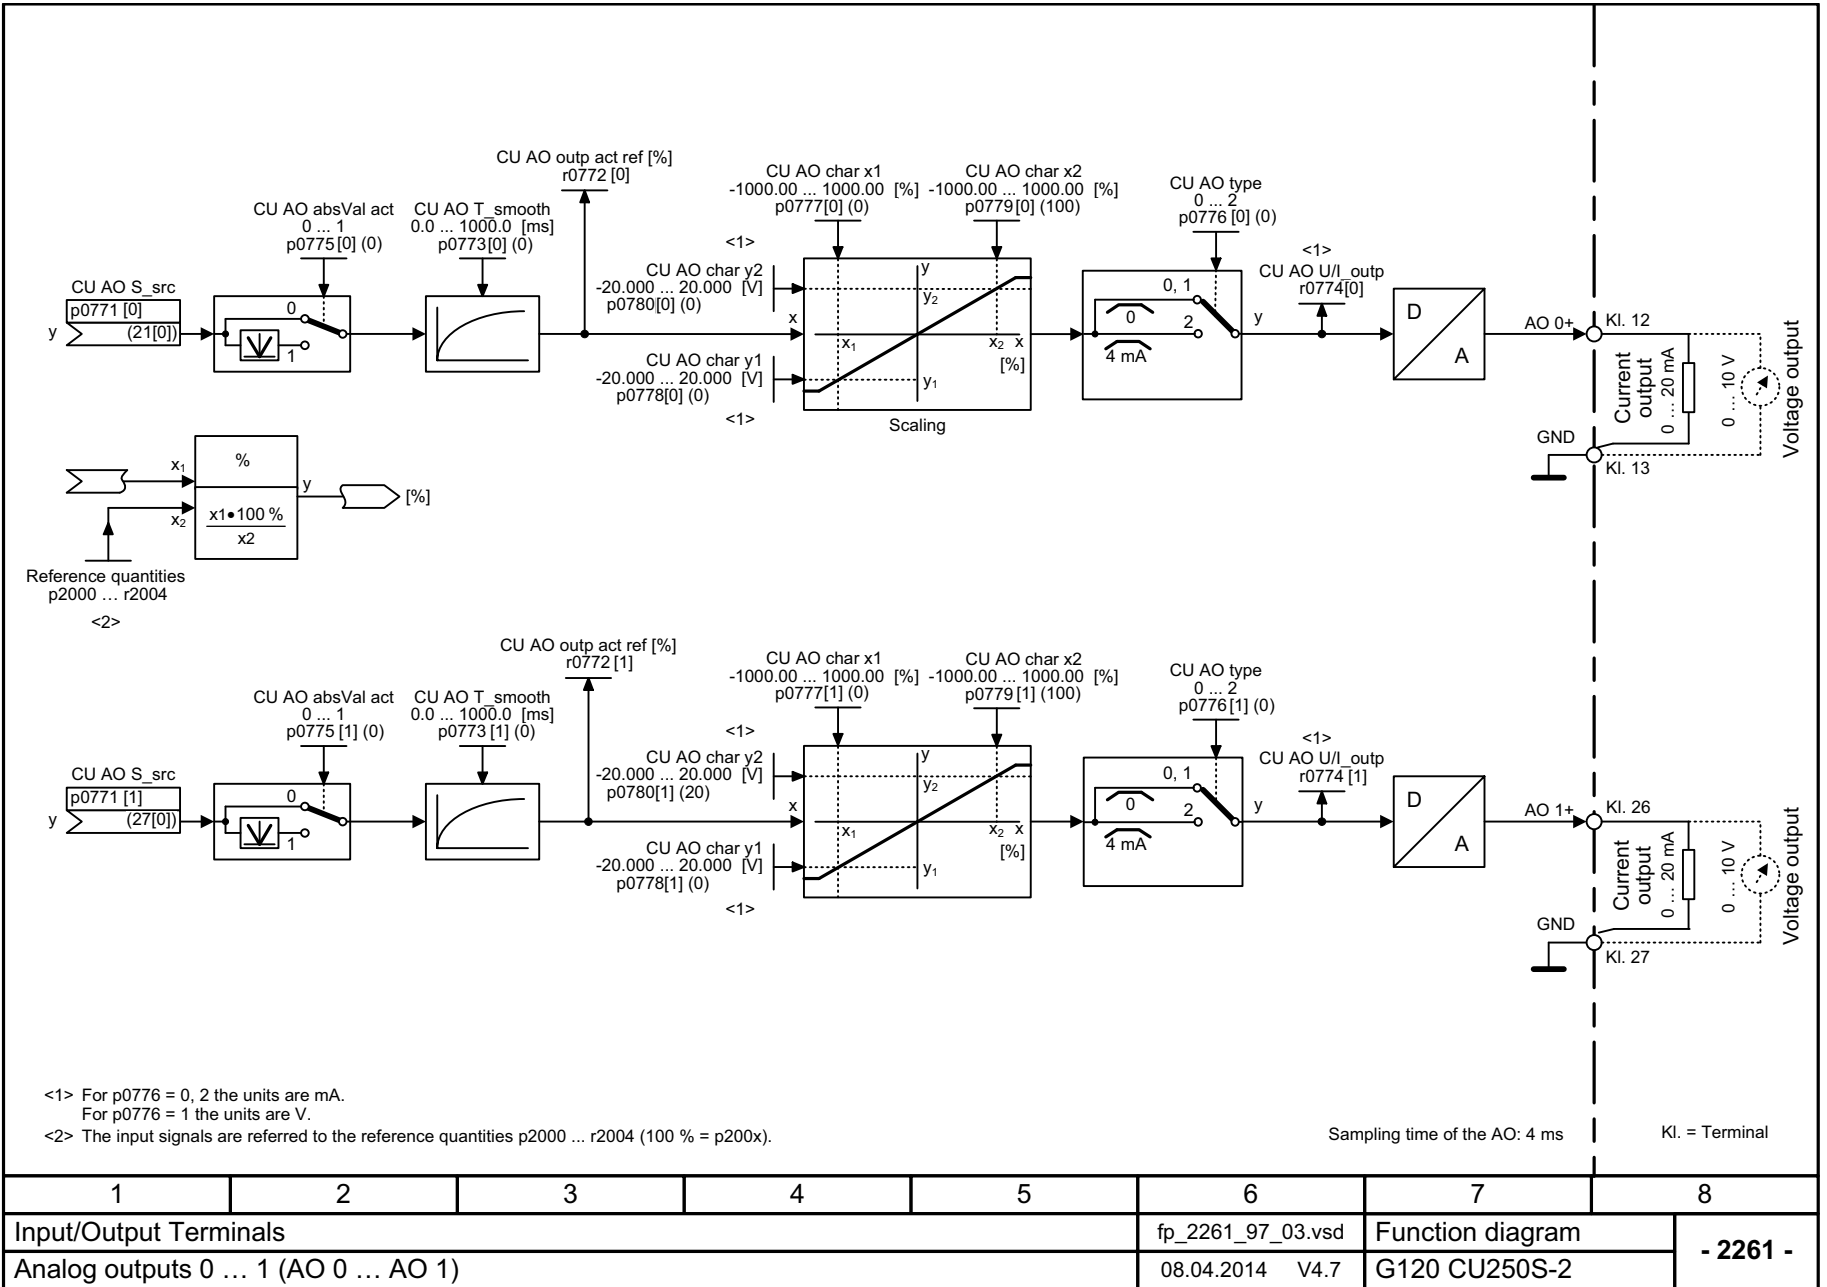 CU AO outp act ref [%]
r0772 [0]
CU AO char x1
-1000.00 ... 1000.00 [%]
p0777[0] (0)
CU AO char x2
-1000.00 ... 1000.00 [%]
p0779[0] (100)
CU AO type
0 ... 2
p0776 [0] (0)
CU AO absVal act
0 ... 1
p0775 [0] (0)
CU AO T_smooth
0.0 ... 1000.0 [ms]
p0773[0] (0)
<1>
CU AO char y2
-20.000 ... 20.000 [V]
p0780[0] (0)
<1>
CU AO U/I_outp
r0774[0]
CU AO S_src
p0771 [0]
(21[0])
y
0
1
x
y
y2
x1
x2 x
[%]
y1
0, 1
0
2
4 mA
y
D
A
AO 0+
Kl. 12
CU AO char y1
-20.000 ... 20.000 [V]
p0778[0] (0)
<1>
Scaling
Current output
0 ... 20 mA
0 ... 10 V
Voltage output
GND
Kl. 13
x1
x2
%
x1•100 %
x2
y
[%]
Reference quantities
p2000 ... r2004
<2>
CU AO outp act ref [%]
r0772 [1]
CU AO char x1
-1000.00 ... 1000.00 [%]
p0777[1] (0)
CU AO char x2
-1000.00 ... 1000.00 [%]
p0779 [1] (100)
CU AO type
0 ... 2
p0776 [1] (0)
CU AO absVal act
0 ... 1
p0775 [1] (0)
CU AO T_smooth
0.0 ... 1000.0 [ms]
p0773 [1] (0)
<1>
CU AO char y2
-20.000 ... 20.000 [V]
p0780[1] (20)
<1>
CU AO U/I_outp
r0774 [1]
CU AO S_src
p0771 [1]
(27[0])
y
0
1
x
y
y2
x1
x2 x
[%]
y1
0, 1
0
2
4 mA
y
D
A
AO 1+
Kl. 26
CU AO char y1
-20.000 ... 20.000 [V]
p0778[1] (0)
<1>
Current output
0 ... 20 mA
0 ... 10 V
Voltage output
GND
Kl. 27
<1> For p0776 = 0, 2 the units are mA.
For p0776 = 1 the units are V.
<2> The input signals are referred to the reference quantities p2000 ... r2004 (100 % = p200x).
Sampling time of the AO: 4 ms
Kl. = Terminal
1 2 3 4 5 6 7 8
Input/Output Terminals
fp_2261_97_03.vsd
Function diagram
- 2261 -
Analog outputs 0 … 1 (AO 0 … AO 1)
08.04.2014 V4.7
G120 CU250S-2